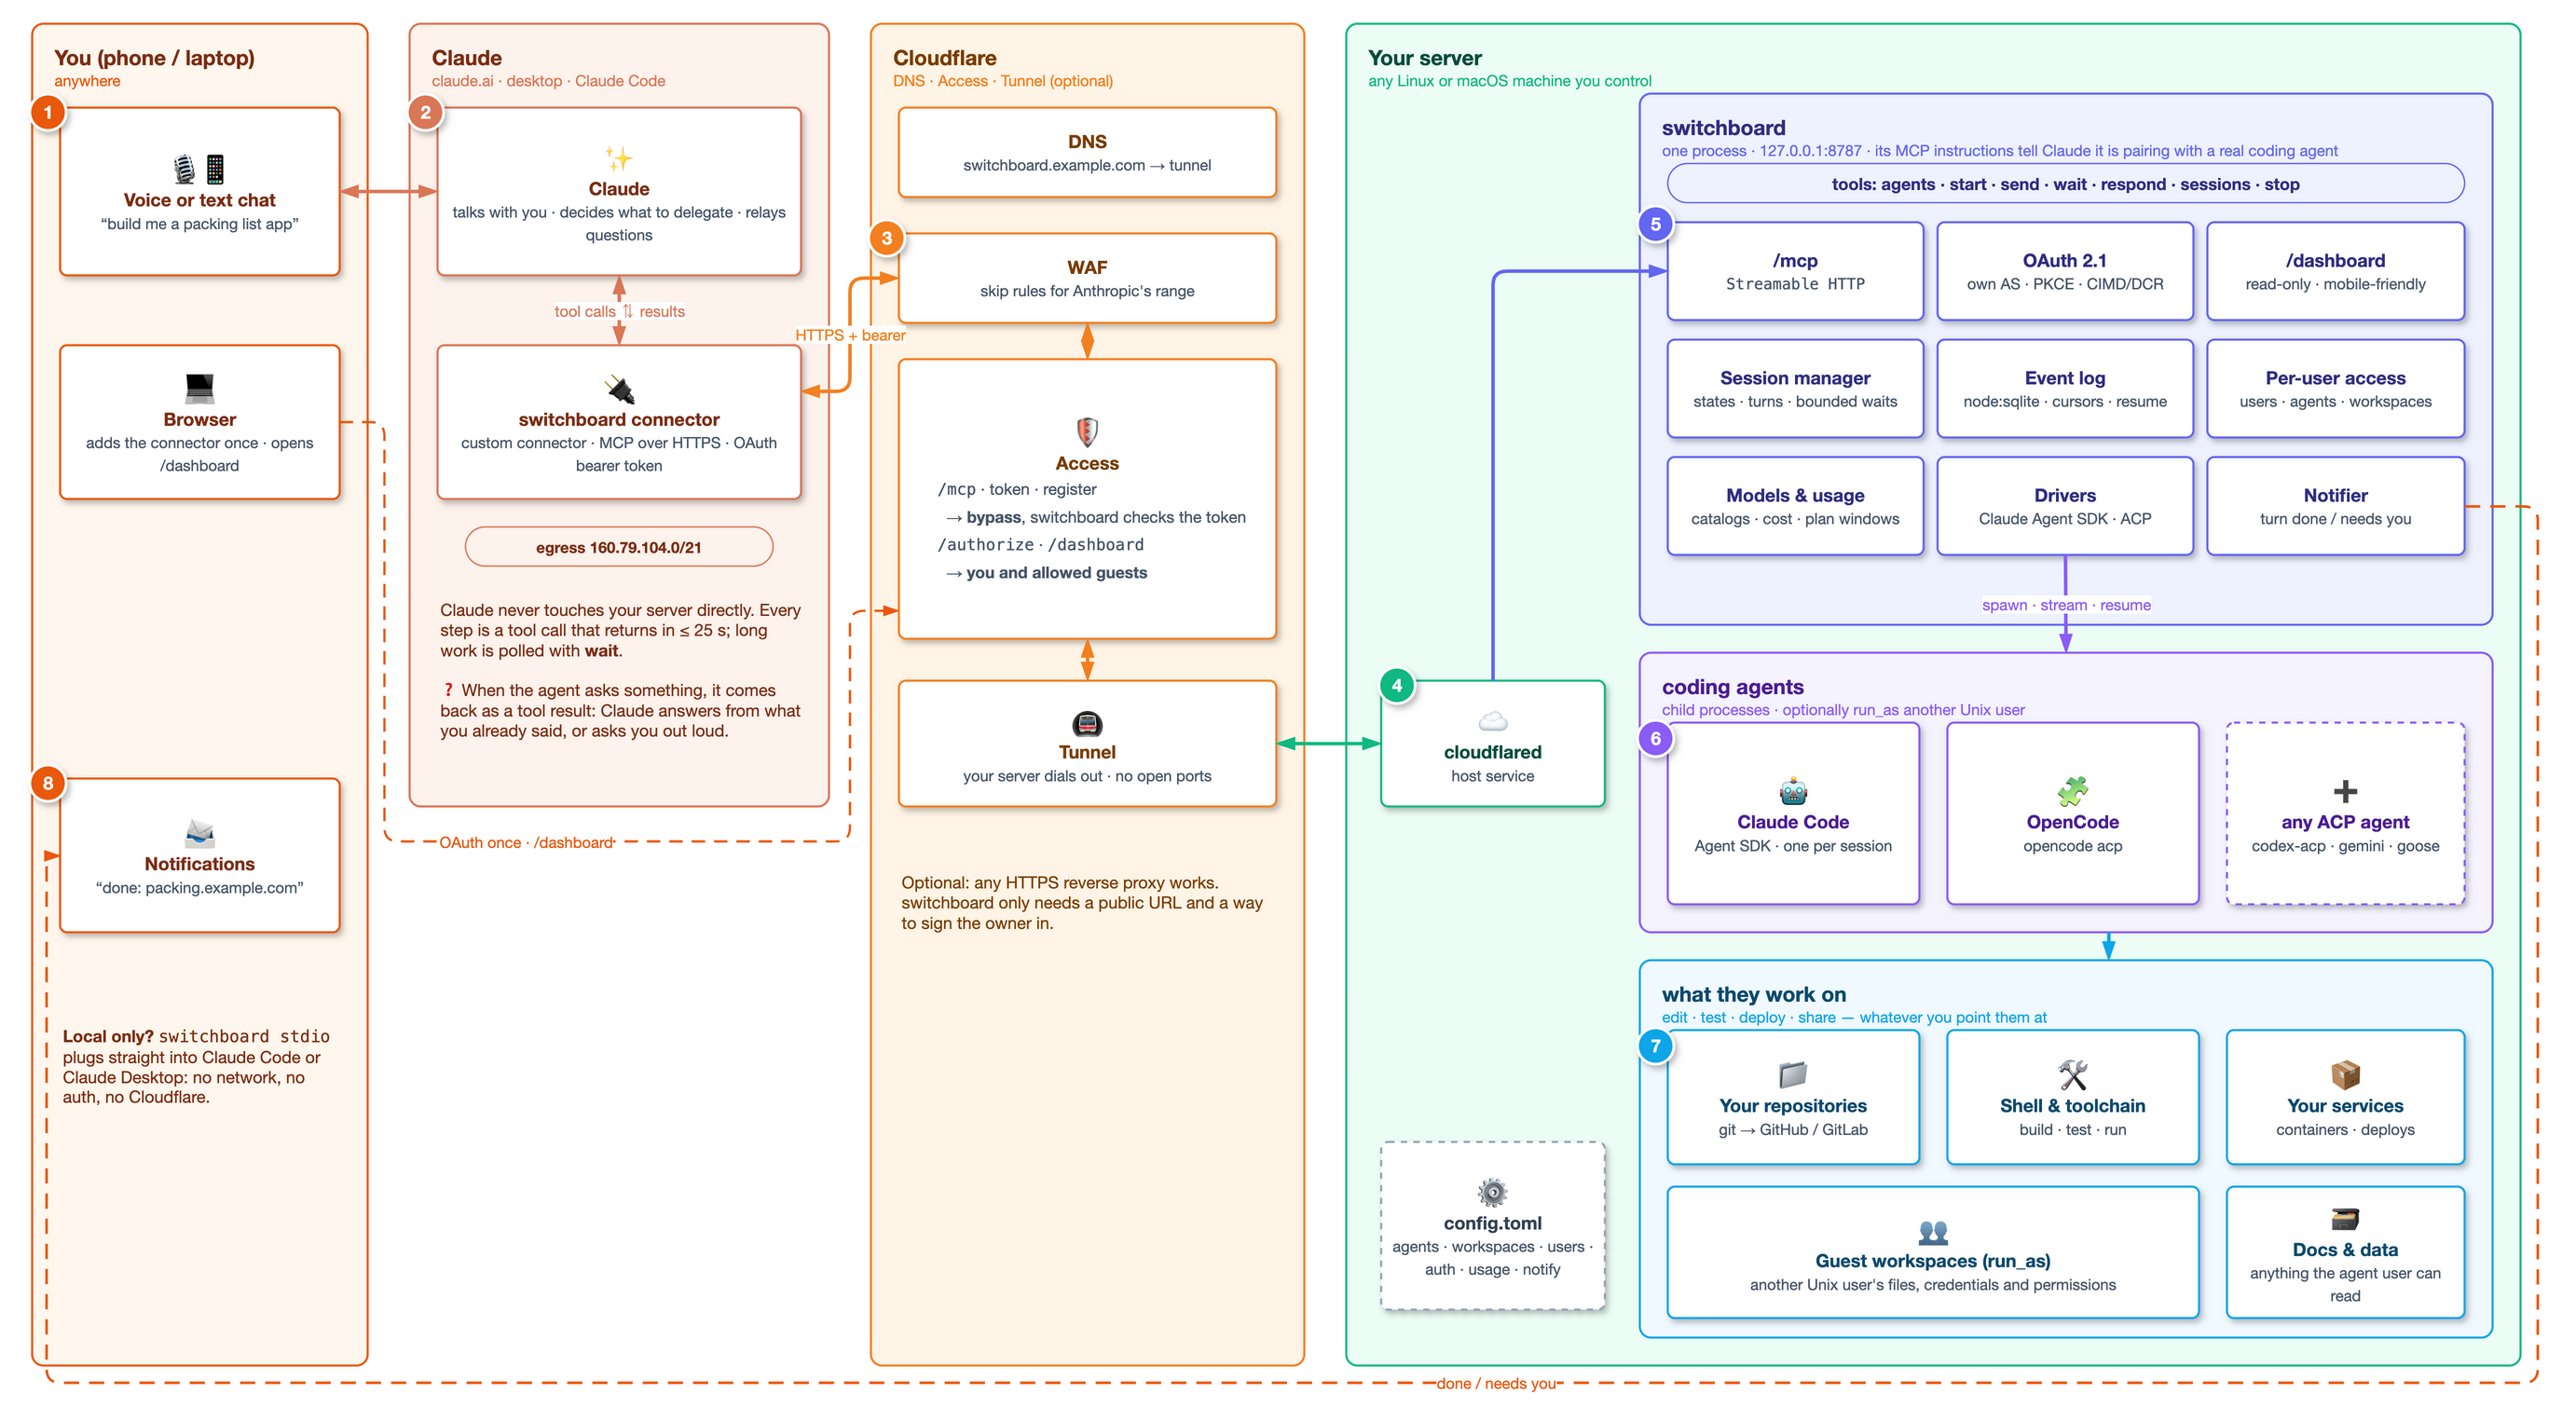 You (phone / laptop)
anywhere
1
Voice or text chat
“build me a packing list app”
Browser
adds the connector once · opens
/dashboard
8
Notifications
“done: packing.example.com”
Local only? switchboard stdio
plugs straight into Claude Code or
Claude Desktop: no network, no
auth, no Cloudflare.
Claude
claude.ai · desktop · Claude Code
2
Claude
talks with you · decides what to delegate · relays
questions
tool calls ⇅ results
switchboard connector
custom connector · MCP over HTTPS · OAuth
bearer token
egress 160.79.104.0/21
Claude never touches your server directly. Every
step is a tool call that returns in ≤ 25 s; long
work is polled with wait.
❓ When the agent asks something, it comes
back as a tool result: Claude answers from what
you already said, or asks you out loud.
OAuth once · /dashboard
HTTPS + bearer
Cloudflare
DNS · Access · Tunnel (optional)
DNS
switchboard.example.com → tunnel
3
WAF
skip rules for Anthropic's range
Access
/mcp · token · register
→ bypass, switchboard checks the token
/authorize · /dashboard
→ you and allowed guests
Tunnel
your server dials out · no open ports
Optional: any HTTPS reverse proxy works.
switchboard only needs a public URL and a way
to sign the owner in.
Your server
any Linux or macOS machine you control
4
cloudflared
host service
config.toml
agents · workspaces · users ·
auth · usage · notify
switchboard
one process · 127.0.0.1:8787 · its MCP instructions tell Claude it is pairing with a real coding agent
tools: agents · start · send · wait · respond · sessions · stop
5
/mcp
Streamable HTTP
OAuth 2.1
own AS · PKCE · CIMD/DCR
/dashboard
read-only · mobile-friendly
Session manager
states · turns · bounded waits
Event log
node:sqlite · cursors · resume
Per-user access
users · agents · workspaces
Models & usage
catalogs · cost · plan windows
Drivers
Claude Agent SDK · ACP
Notifier
turn done / needs you
spawn · stream · resume
coding agents
child processes · optionally run_as another Unix user
6
Claude Code
Agent SDK · one per session
OpenCode
opencode acp
any ACP agent
codex-acp · gemini · goose
what they work on
edit · test · deploy · share — whatever you point them at
7
Your repositories
git → GitHub / GitLab
Shell & toolchain
build · test · run
Your services
containers · deploys
Guest workspaces (run_as)
another Unix user's files, credentials and permissions
Docs & data
anything the agent user can
read
done / needs you